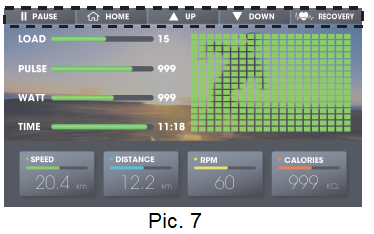 PAUSE HOME UP DOWN RECOVERY
LOAD 15
PULSE 999
WATT 999
TIME 11:18
SPEED DISTANCE RPM CALORIES
20.4 km 12.2 km 60 999 KCAL
Pic. 7